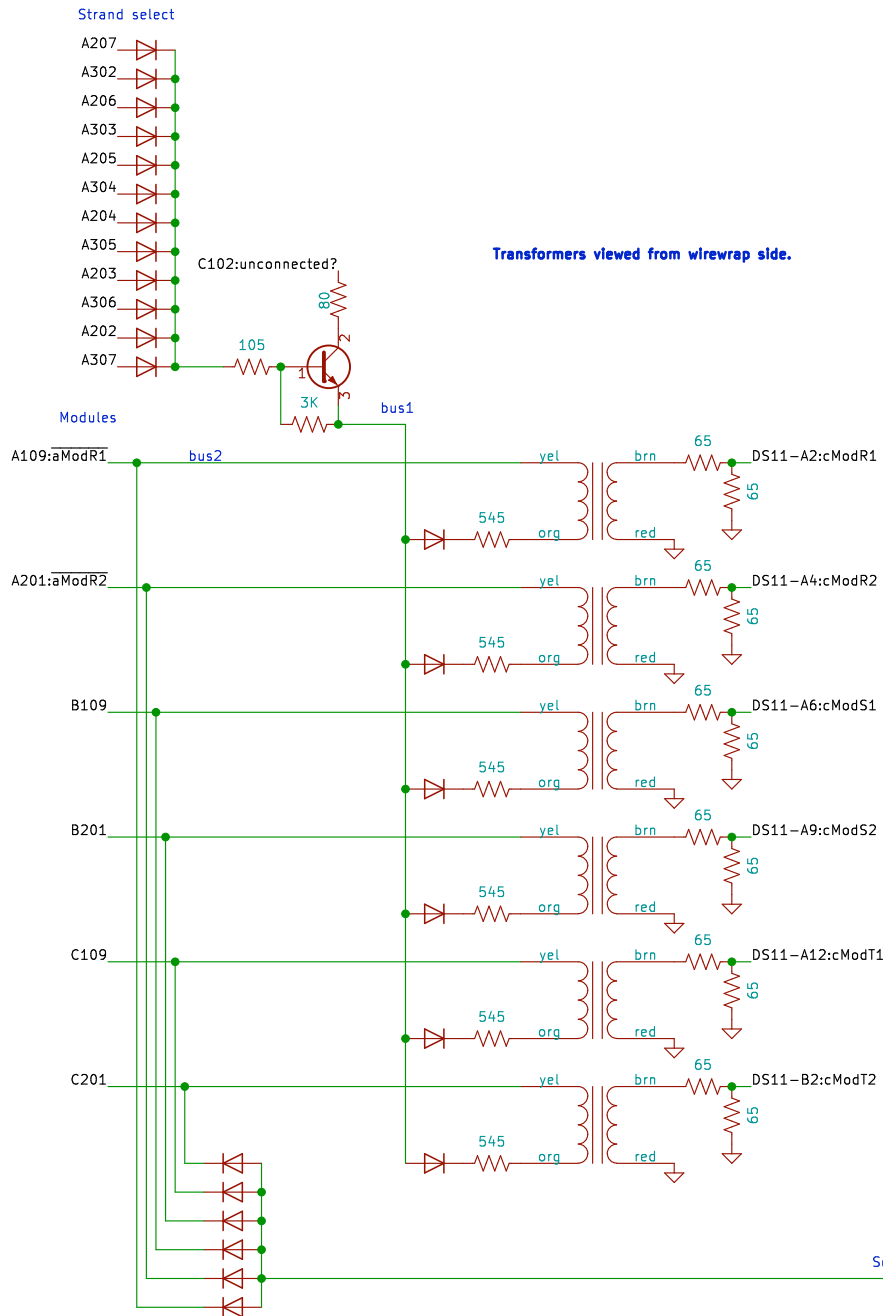 Strand select
A207
A302
A206
A303
A205
A304
A204
A305
A203
A306
A202
A307
C102:unconnected?
Transformers viewed from wirewrap side.
80
2
105
1
3
3K
bus1
Modules
A109:aModR1
bus2
yel
brn
65
DS11-A2:cModR1
65
545
org
red
A201:aModR2
yel
brn
65
DS11-A4:cModR2
65
545
org
red
B109
yel
brn
65
DS11-A6:cModS1
65
545
org
red
B201
yel
brn
65
DS11-A9:cModS2
65
545
org
red
C109
yel
brn
65
DS11-A12:cModT1
65
545
org
red
C201
yel
brn
65
DS11-B2:cModT2
65
545
org
red